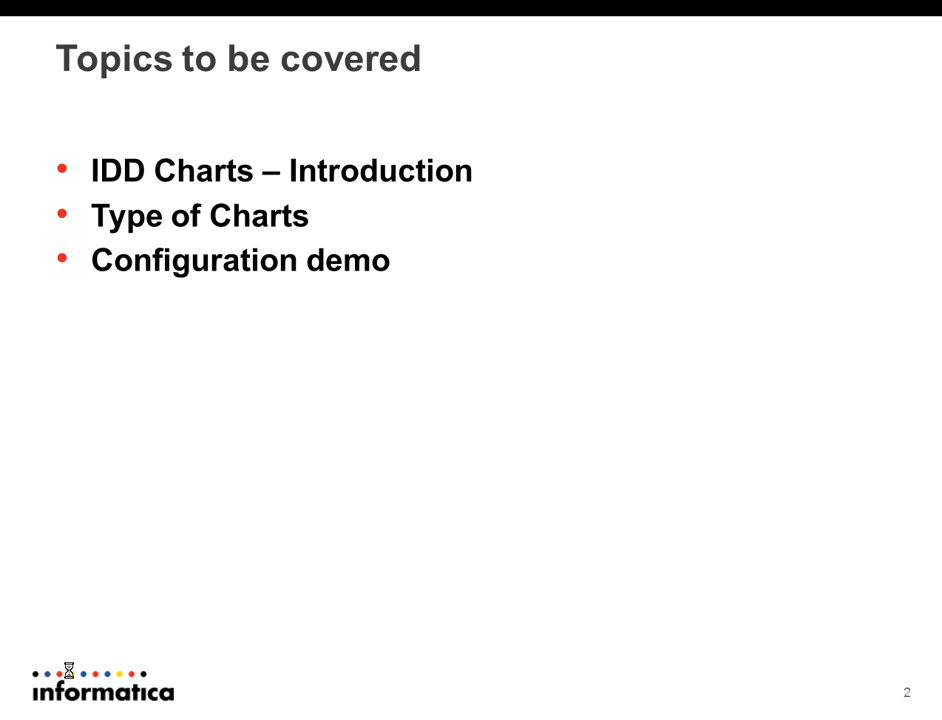 Topics to be covered
• IDD Charts – Introduction
• Type of Charts
• Configuration demo
informatica
2